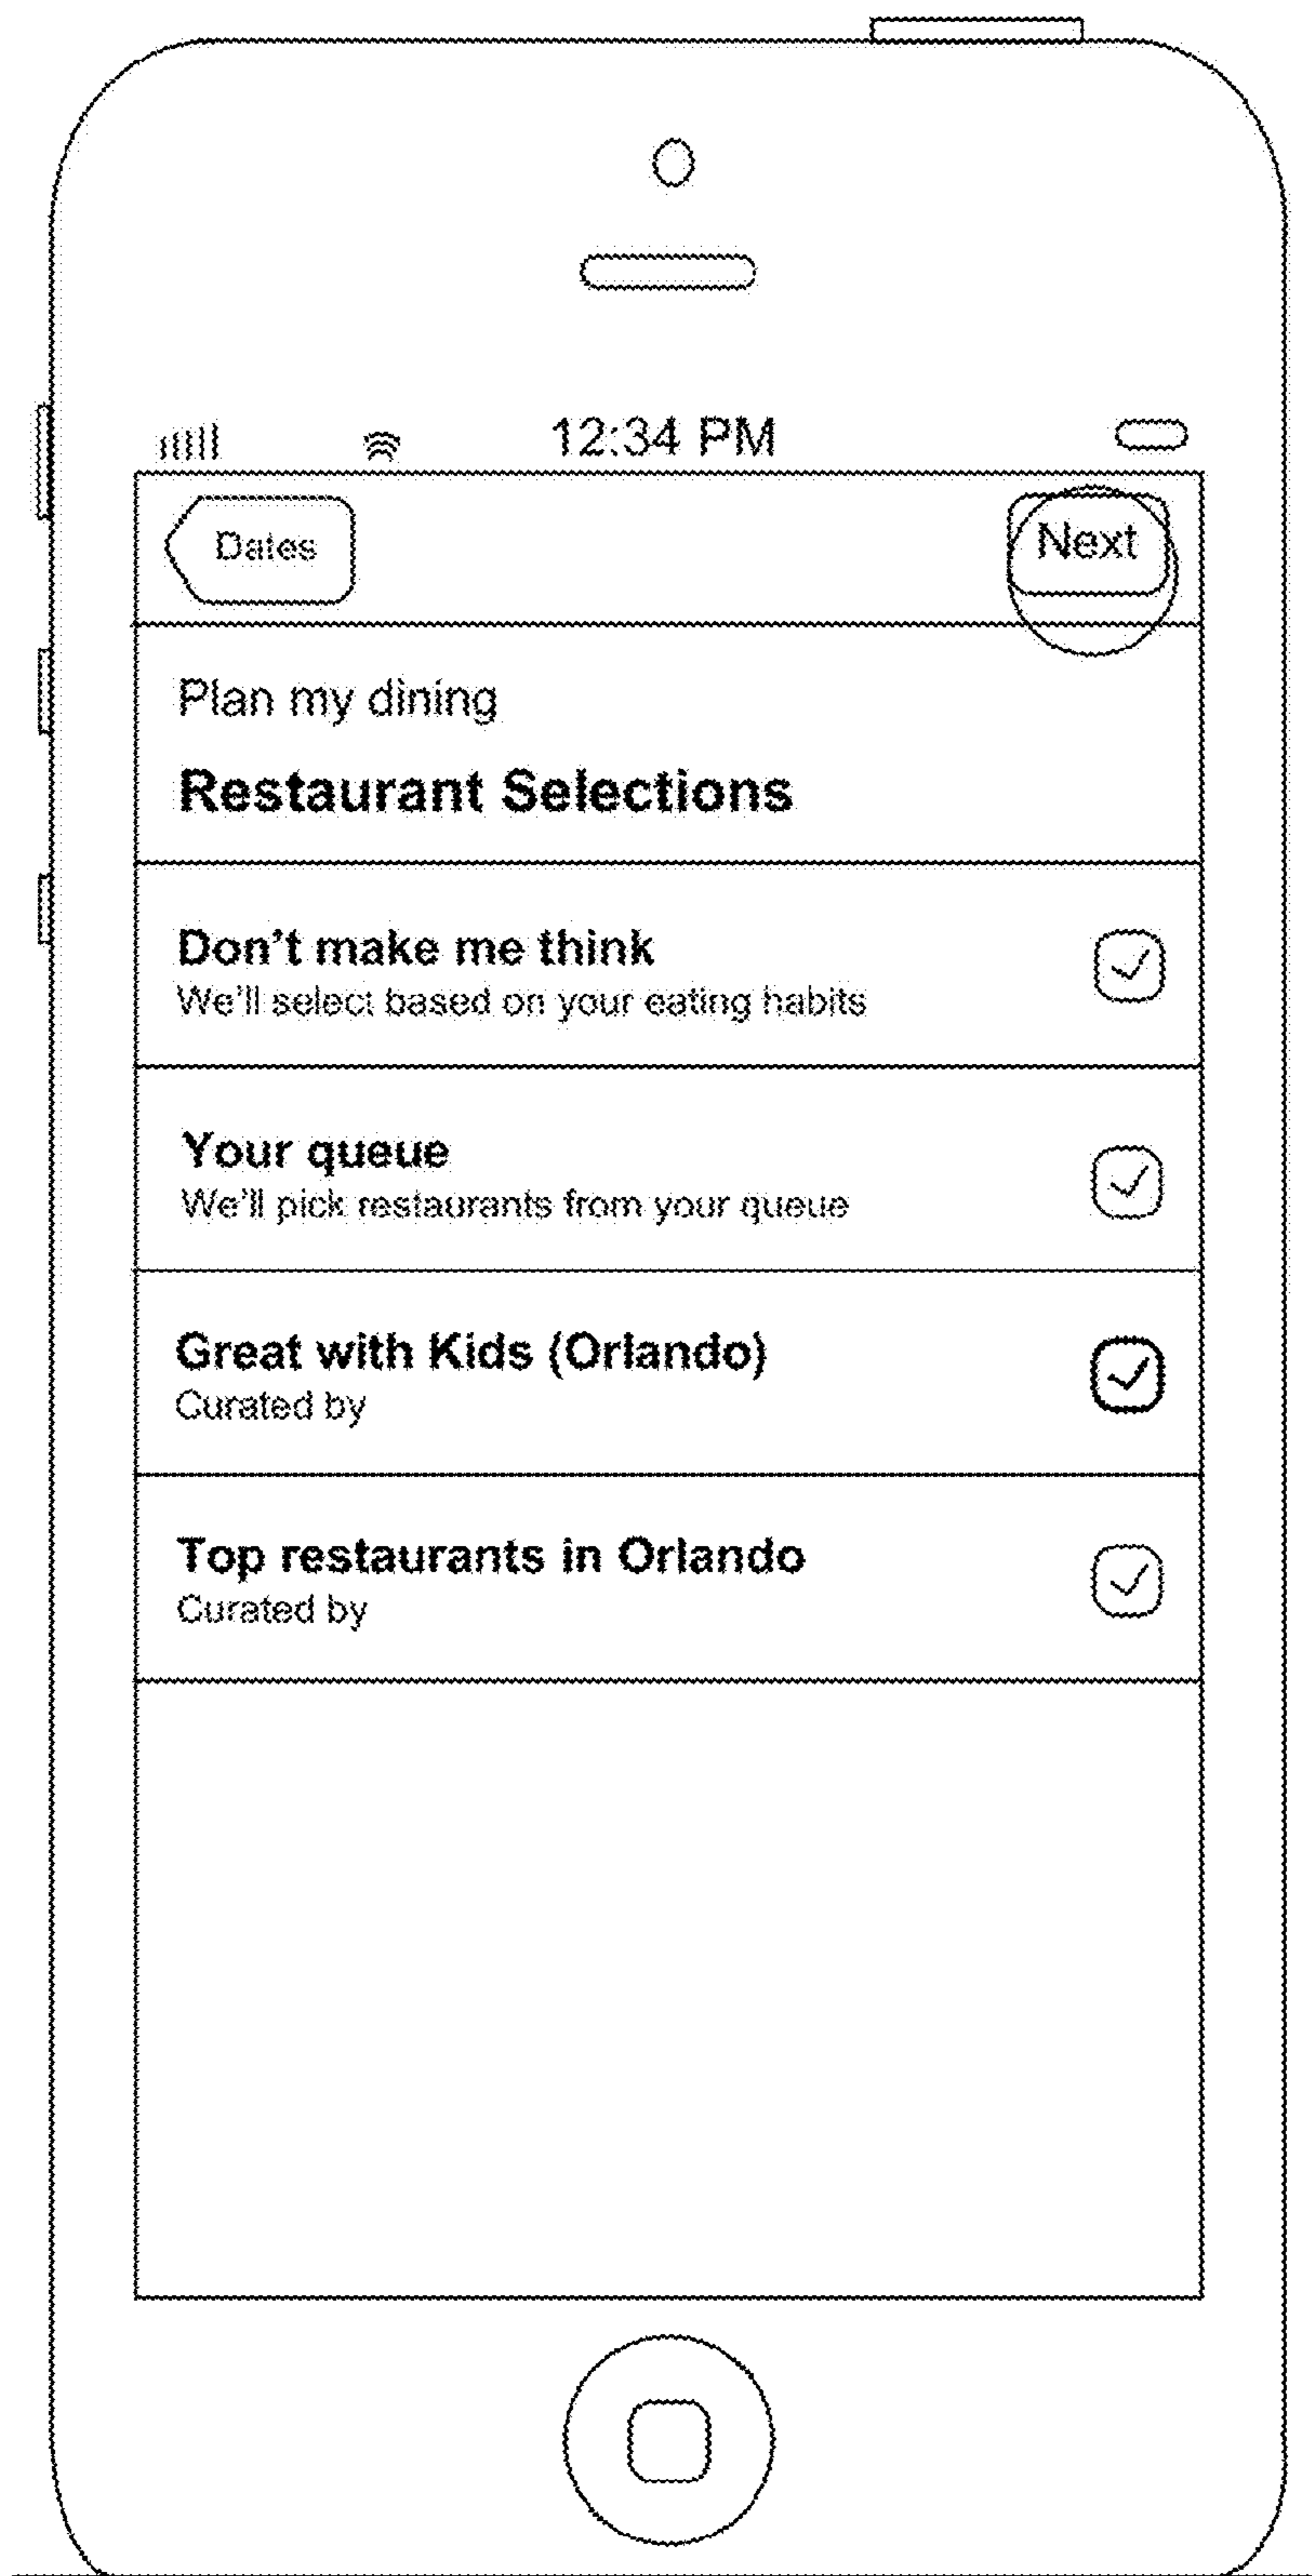 12:34 PM
Dates
Next
Plan my dining
Restaurant Selections
Don't make me think
We'll select based on your eating habits
Your queue
We'll pick restaurants from your queue
Great with Kids (Orlando)
Curated by
Top restaurants in Orlando
Curated by